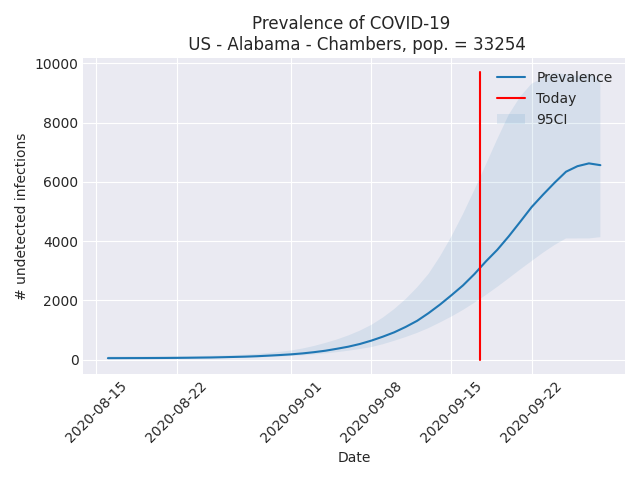 Prevalence of COVID-19
US - Alabama - Chambers, pop. = 33254
10000
8000
6000
4000
2000
0
# undetected infections
Prevalence
Today
95CI
2020-08-15
2020-08-22
2020-09-01
2020-09-08
2020-09-15
2020-09-22
Date